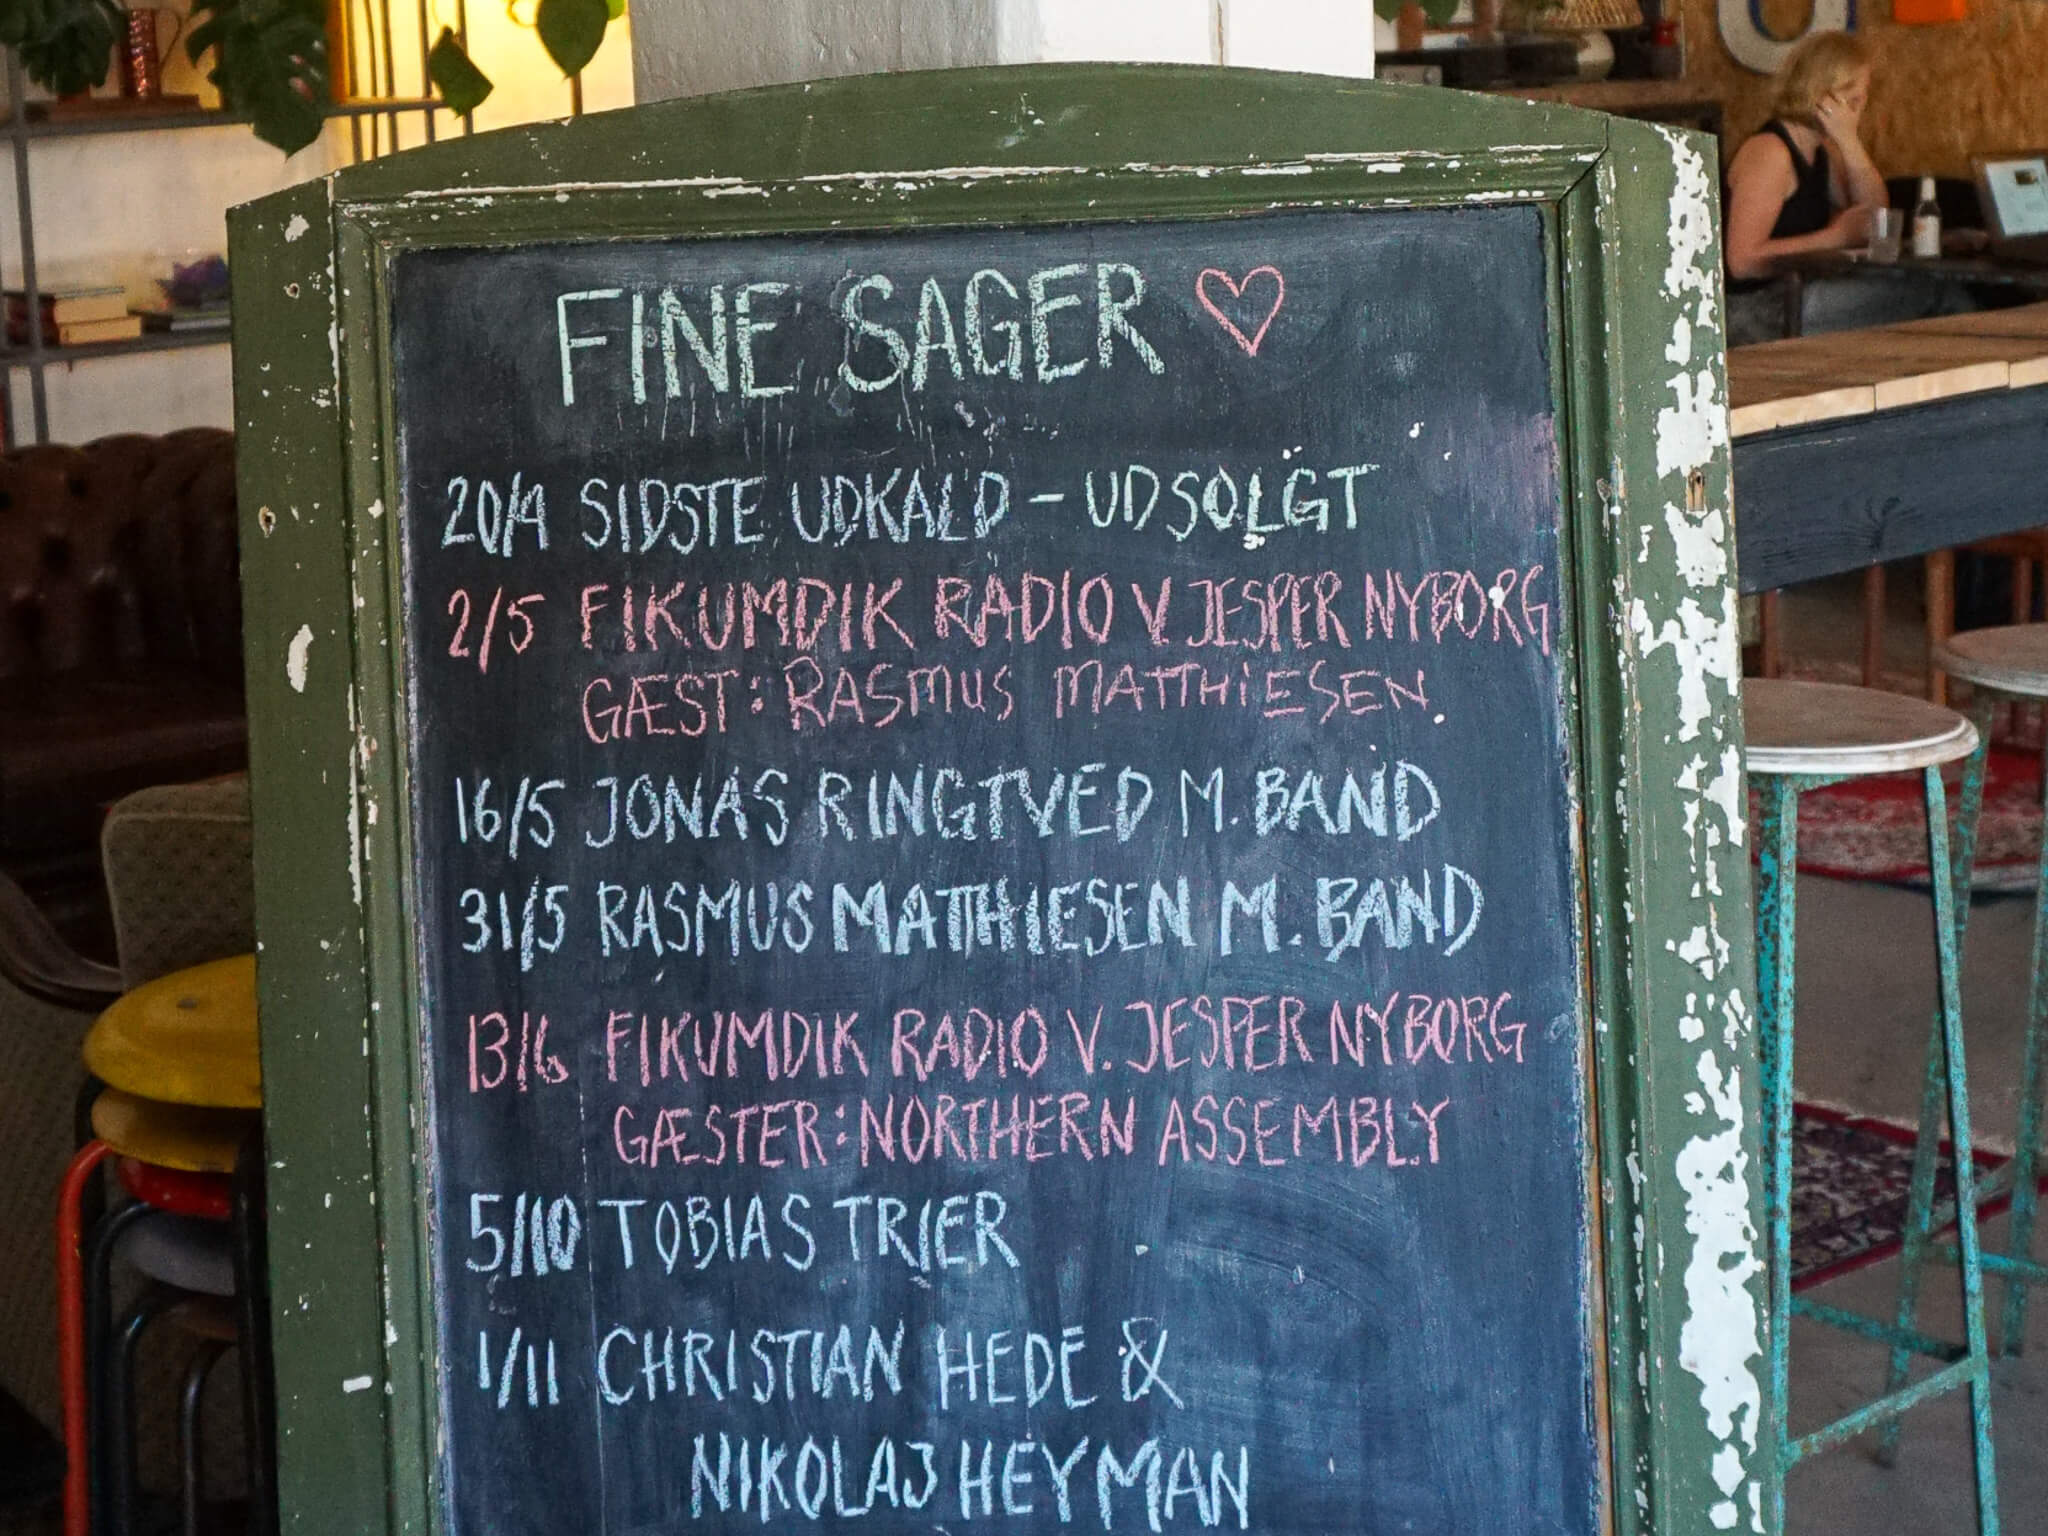 FINE SAGER
20/4 SIDSTE UDKALD - UDSOLGT
2/5 FIKUMDIK RADIO V JESPER NYBORG
GÆST: RASMUS MATTHIESEN
16/5 JONAS RINGTVED M. BAND
31/5 RASMUS MATTHIESEN M. BAND
13/6 FIKUMDIK RADIO V. JESPER NYBORG
GÆSTER: NORTHERN ASSEMBLY
5/10 TOBIAS TRIER
1/11 CHRISTIAN HEDE &
NIKOLAJ HEYMAN